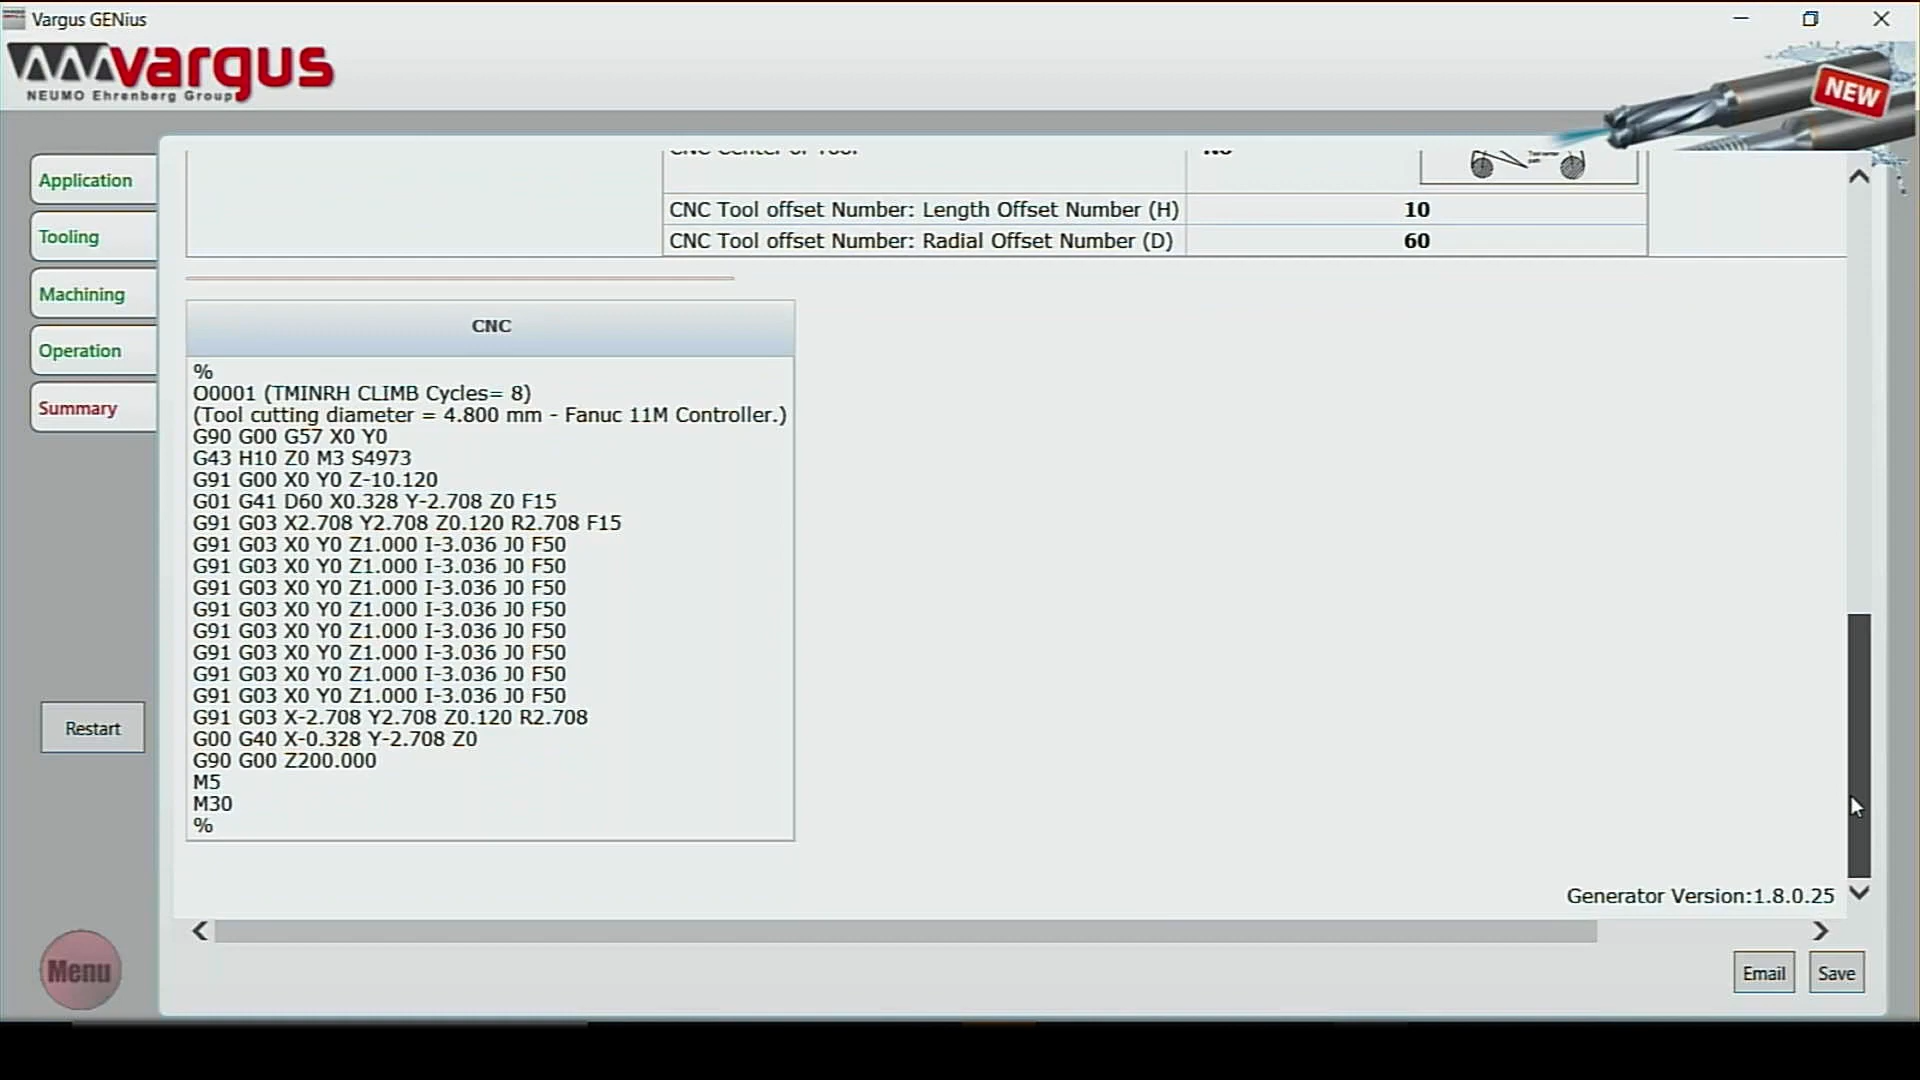 Vargus GENius
vargus
NEUMO Ehrenberg Group
NEW
Application
Tooling
Machining
Operation
Summary
Restart
Menu
CNC Center of Tool No
CNC Tool offset Number: Length Offset Number (H) 10
CNC Tool offset Number: Radial Offset Number (D) 60
CNC
%
O0001 (TMINRH CLIMB Cycles= 8)
(Tool cutting diameter = 4.800 mm - Fanuc 11M Controller.)
G90 G00 G57 X0 Y0
G43 H10 Z0 M3 S4973
G91 G00 X0 Y0 Z-10.120
G01 G41 D60 X0.328 Y-2.708 Z0 F15
G91 G03 X2.708 Y2.708 Z0.120 R2.708 F15
G91 G03 X0 Y0 Z1.000 I-3.036 J0 F50
G91 G03 X0 Y0 Z1.000 I-3.036 J0 F50
G91 G03 X0 Y0 Z1.000 I-3.036 J0 F50
G91 G03 X0 Y0 Z1.000 I-3.036 J0 F50
G91 G03 X0 Y0 Z1.000 I-3.036 J0 F50
G91 G03 X0 Y0 Z1.000 I-3.036 J0 F50
G91 G03 X0 Y0 Z1.000 I-3.036 J0 F50
G91 G03 X0 Y0 Z1.000 I-3.036 J0 F50
G91 G03 X-2.708 Y2.708 Z0.120 R2.708
G00 G40 X-0.328 Y-2.708 Z0
G90 G00 Z200.000
M5
M30
%
Generator Version:1.8.0.25
Email Save